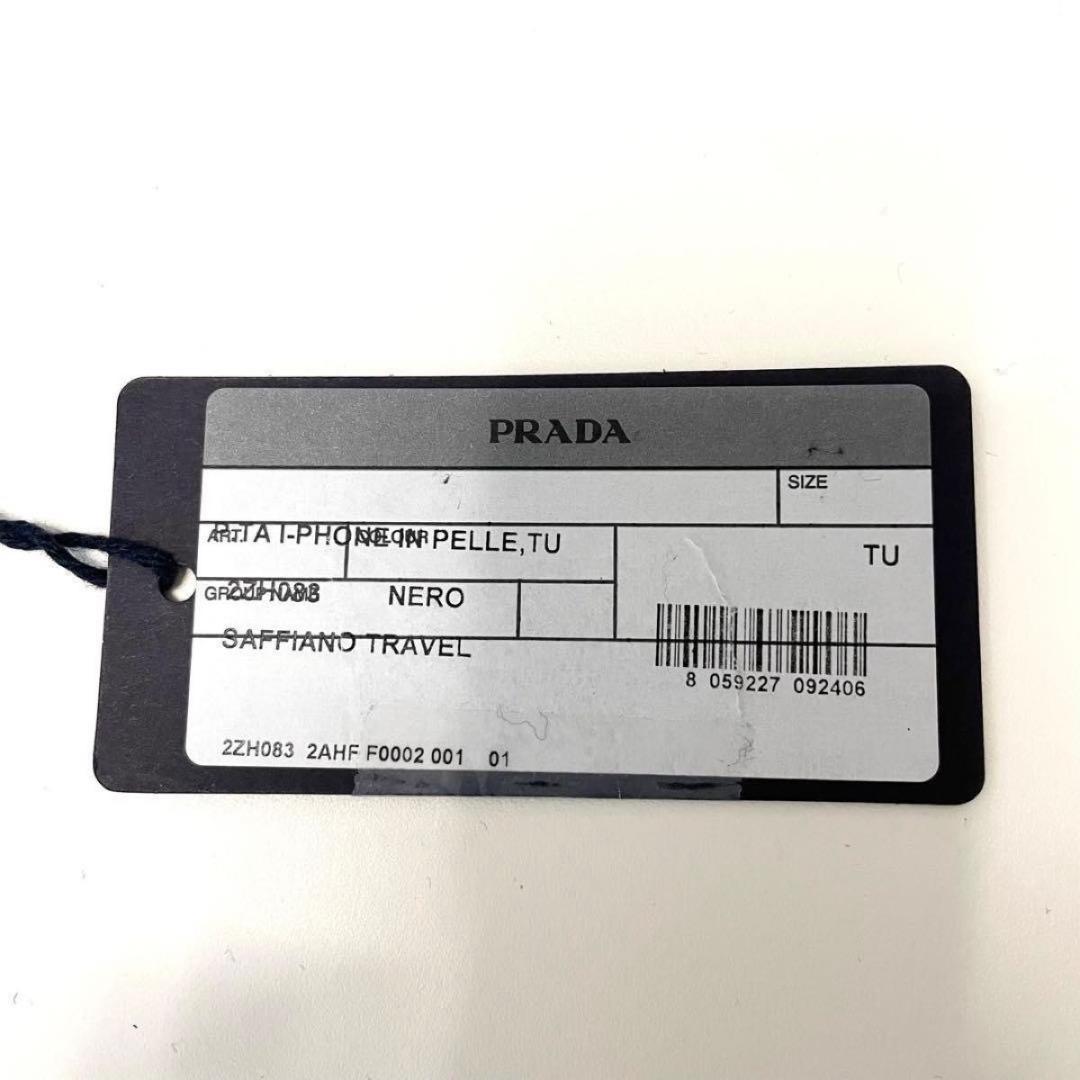 PRADA
SIZE
P.TA I-PHONE IN PELLE,TU
ART. COLOUR
TU
2ZH083 NERO
GROUP NAME
SAFFIANO TRAVEL
8 059227 092406
2ZH083 2AHF F0002 001 01